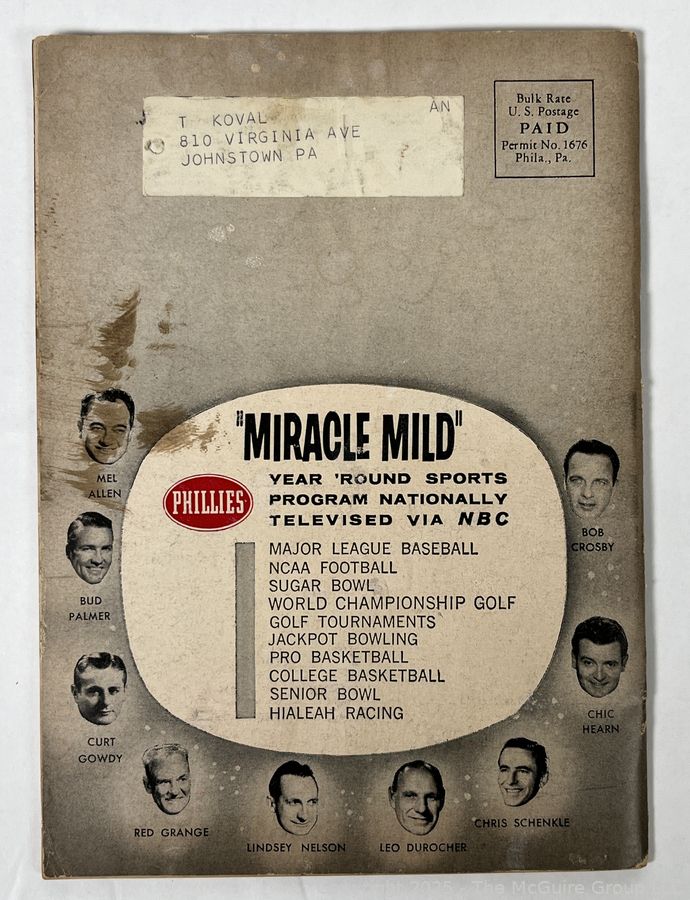 T KOVAL AN
810 VIRGINIA AVE
JOHNSTOWN PA
Bulk Rate
U. S. Postage
PAID
Permit No. 1676
Phila., Pa.
"MIRACLE MILD"
PHILLIES
YEAR 'ROUND SPORTS
PROGRAM NATIONALLY
TELEVISED VIA NBC
MAJOR LEAGUE BASEBALL
NCAA FOOTBALL
SUGAR BOWL
WORLD CHAMPIONSHIP GOLF
GOLF TOURNAMENTS
JACKPOT BOWLING
PRO BASKETBALL
COLLEGE BASKETBALL
SENIOR BOWL
HIALEAH RACING
MEL
ALLEN
BUD
PALMER
CURT
GOWDY
RED GRANGE
LINDSEY NELSON
LEO DUROCHER
CHRIS SCHENKLE
CHIC
HEARN
BOB
CROSBY
2025 - The McGuire Group